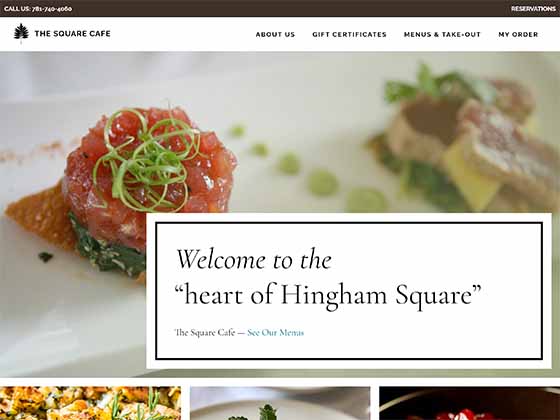 CALL US: 781-740-4060
RESERVATIONS
THE SQUARE CAFE
ABOUT US
GIFT CERTIFICATES
MENUS & TAKE-OUT
MY ORDER
Welcome to the
“heart of Hingham Square”
The Square Cafe — See Our Menus